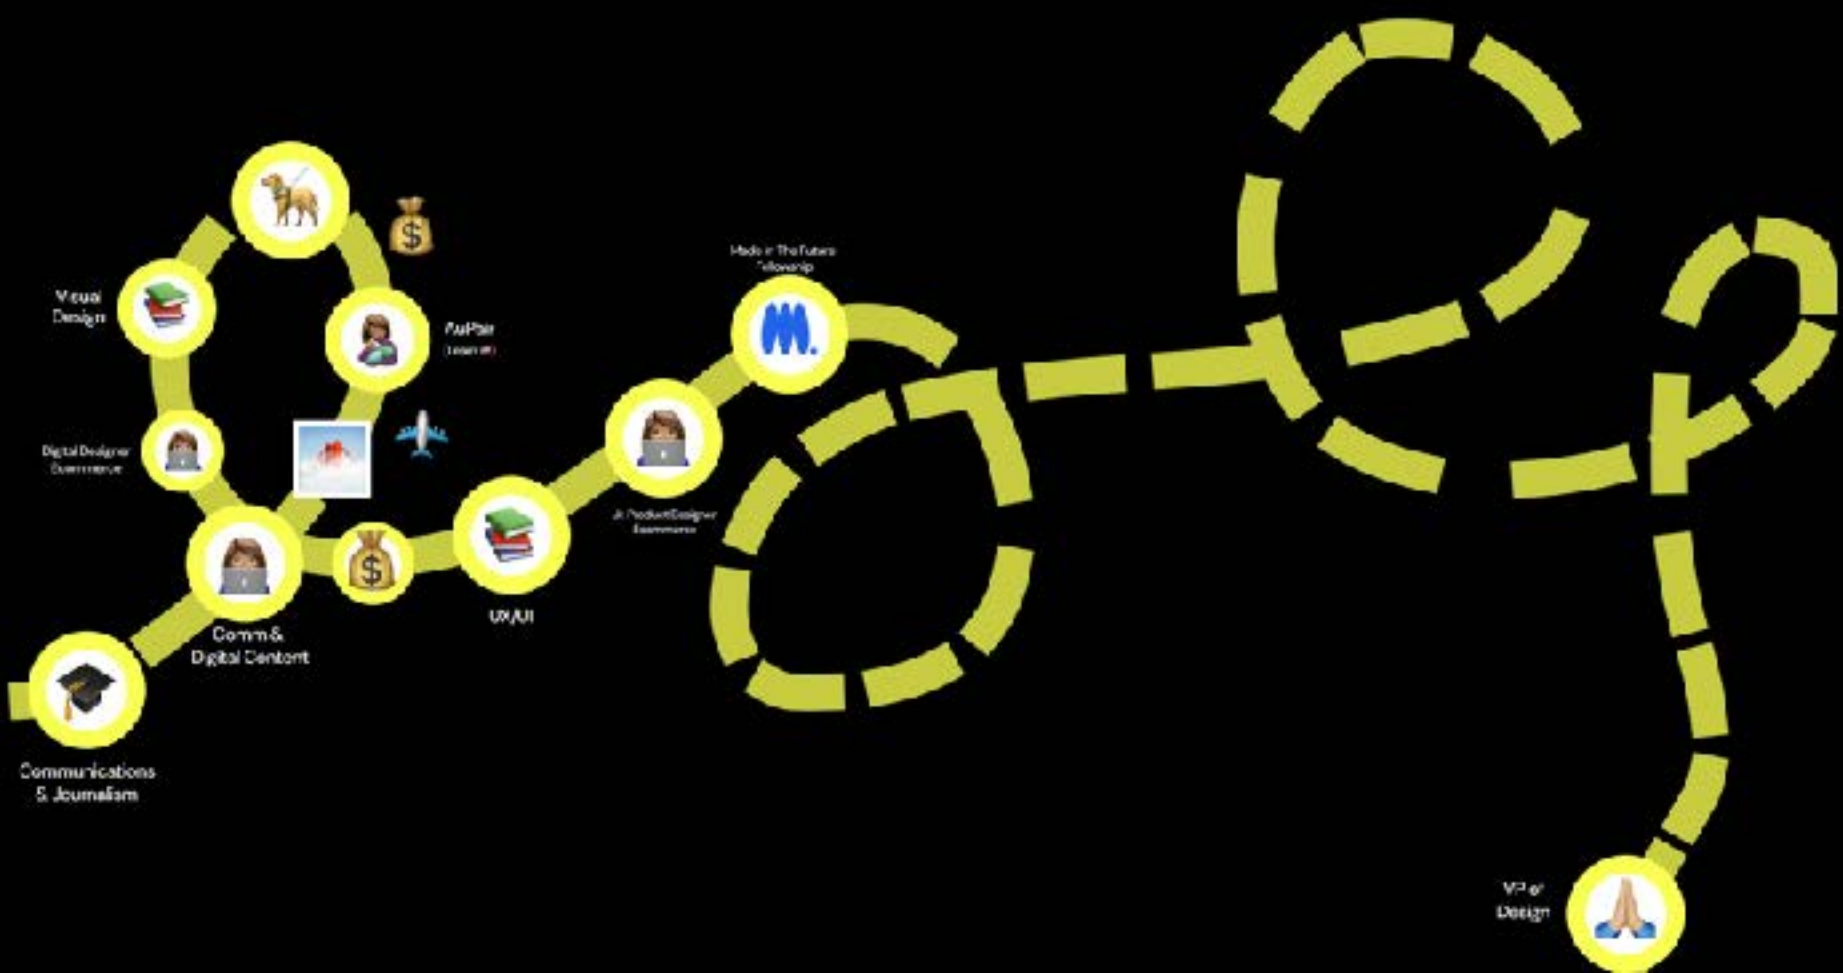 Made in The Future
Fellowship
Visual
Design
AuPair
Digital Designer
Ecommerce
Jr. Product Designer
Ecommerce
UX/UI
Comm &
Digital Content
Communications
& Journalism
VP of
Design